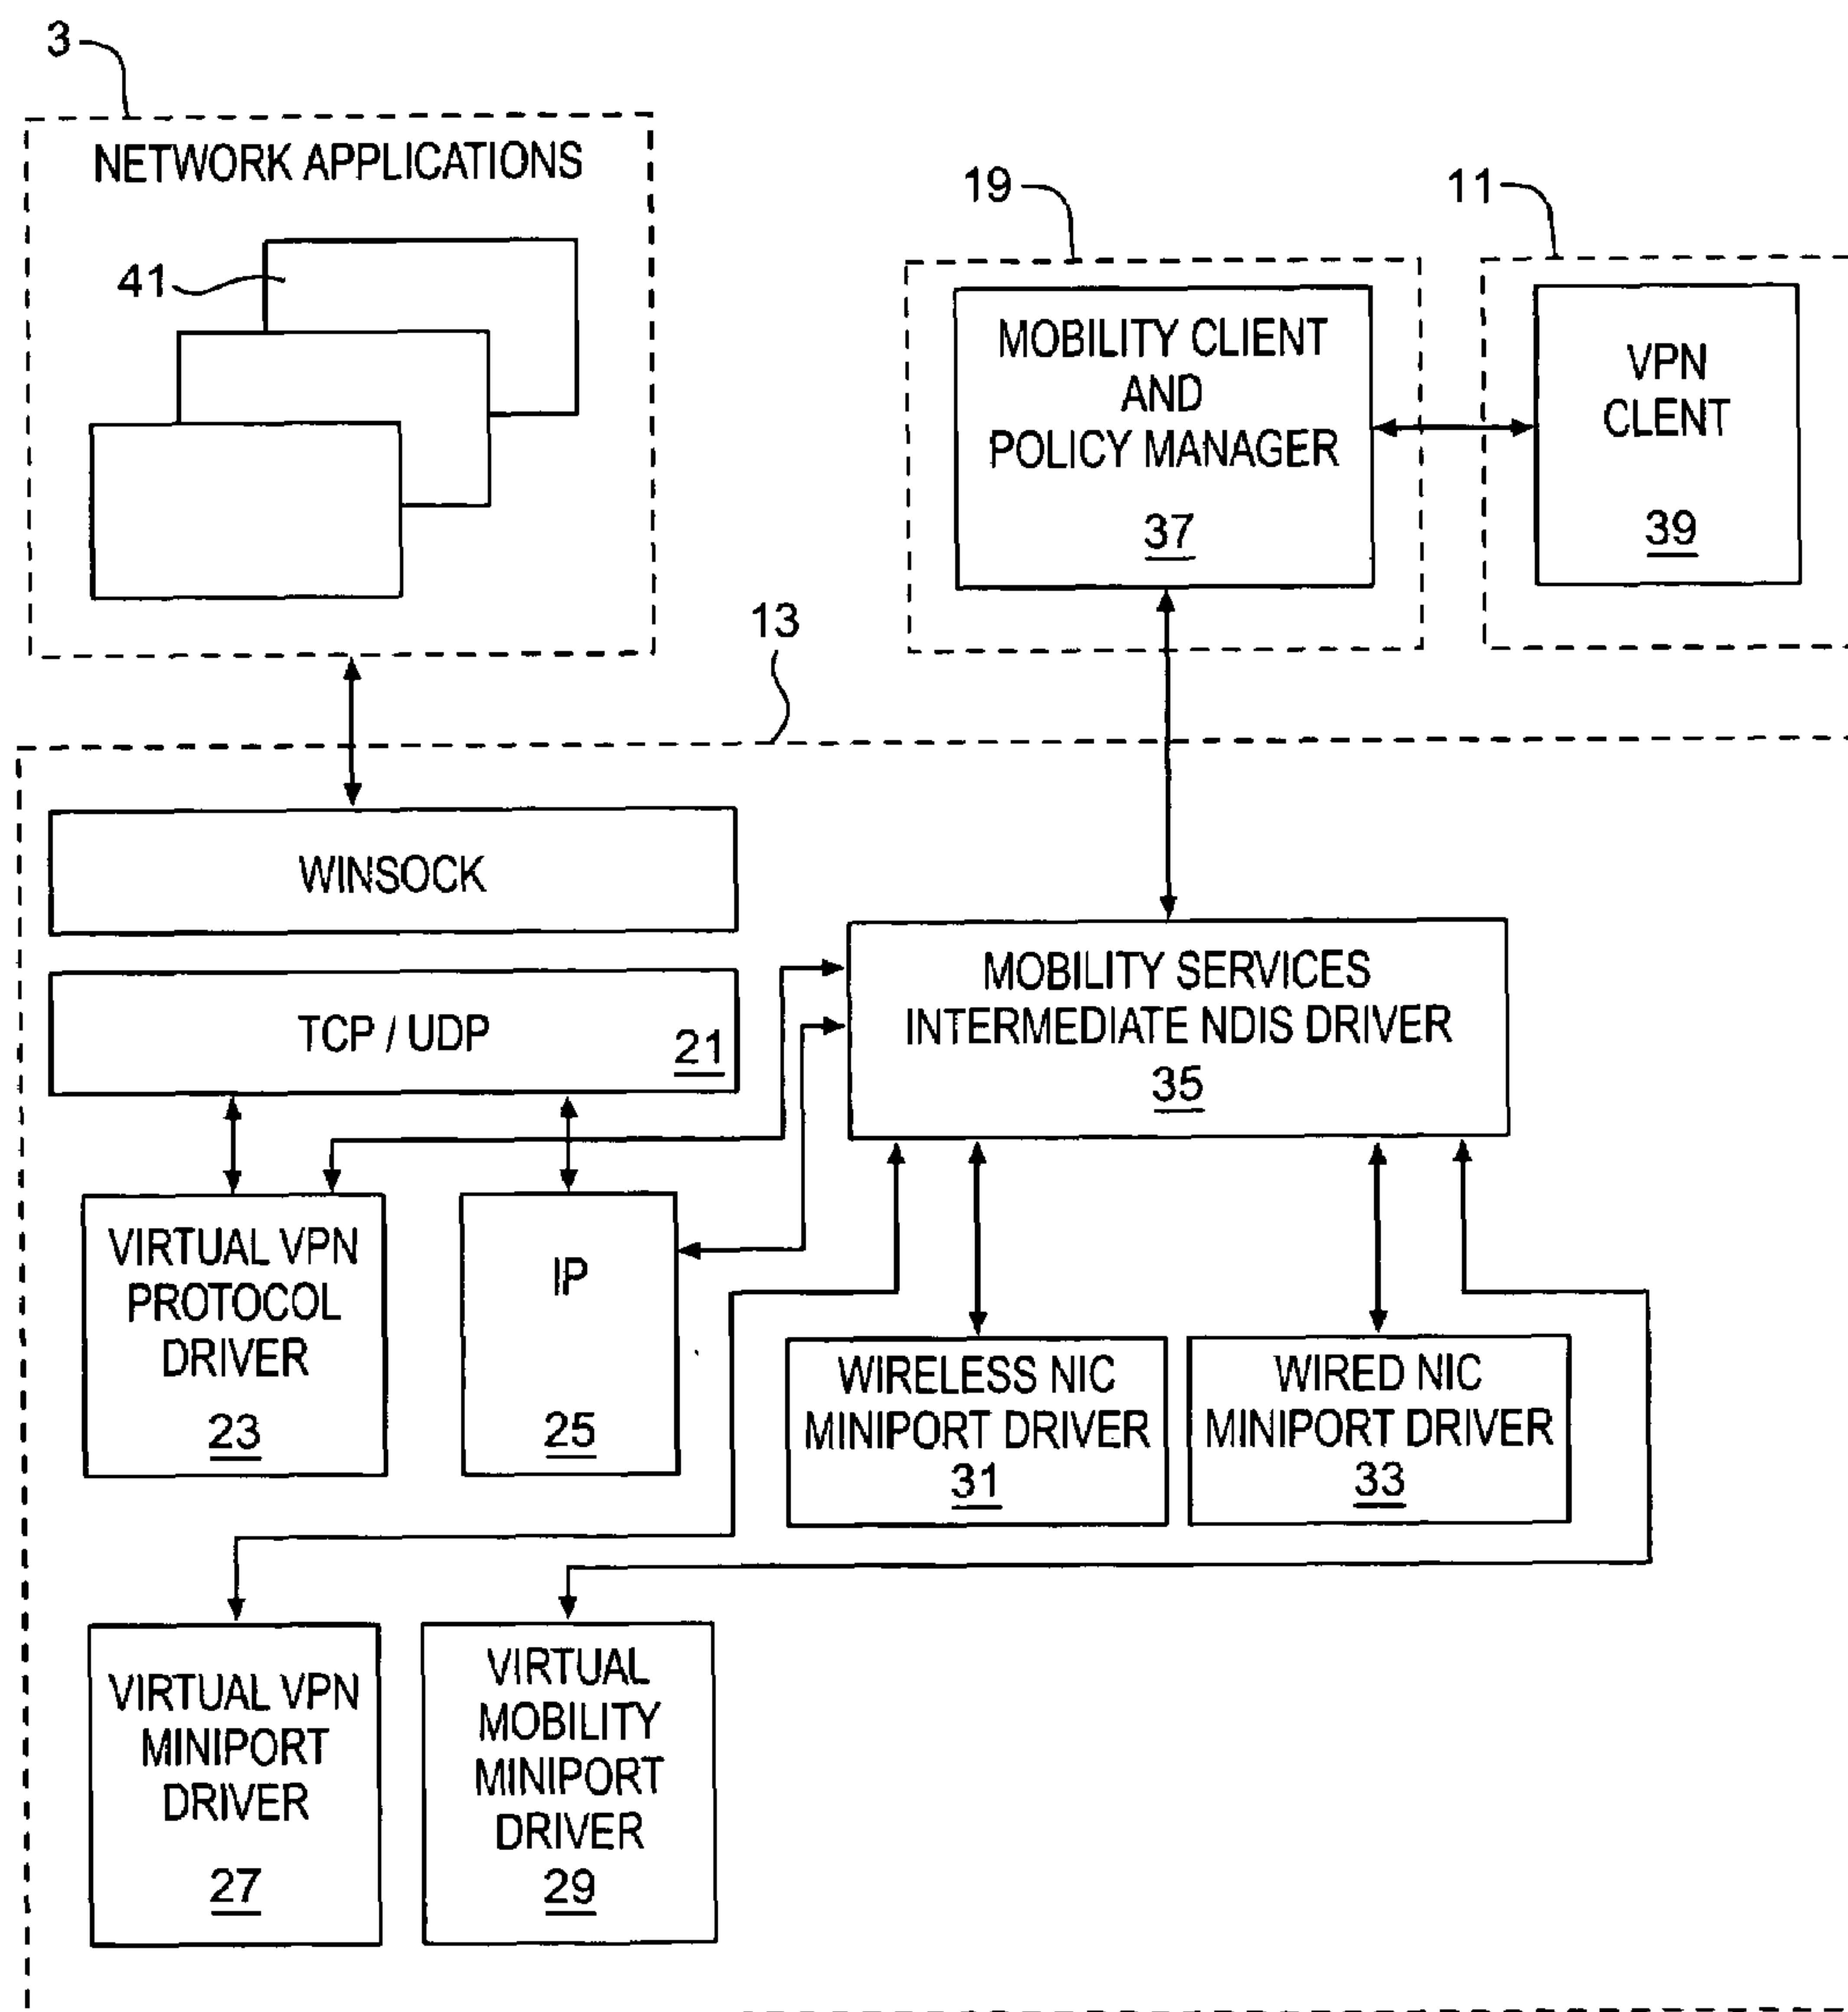 3
NETWORK APPLICATIONS
41
19
11
MOBILITY CLIENT
AND
POLICY MANAGER
37
VPN
CLENT
39
13
WINSOCK
TCP / UDP
21
MOBILITY SERVICES
INTERMEDIATE NDIS DRIVER
35
VIRTUAL VPN
PROTOCOL
DRIVER
23
IP
25
WIRELESS NIC
MINIPORT DRIVER
31
WIRED NIC
MINIPORT DRIVER
33
VIRTUAL VPN
MINIPORT
DRIVER
27
VIRTUAL
MOBILITY
MINIPORT
DRIVER
29